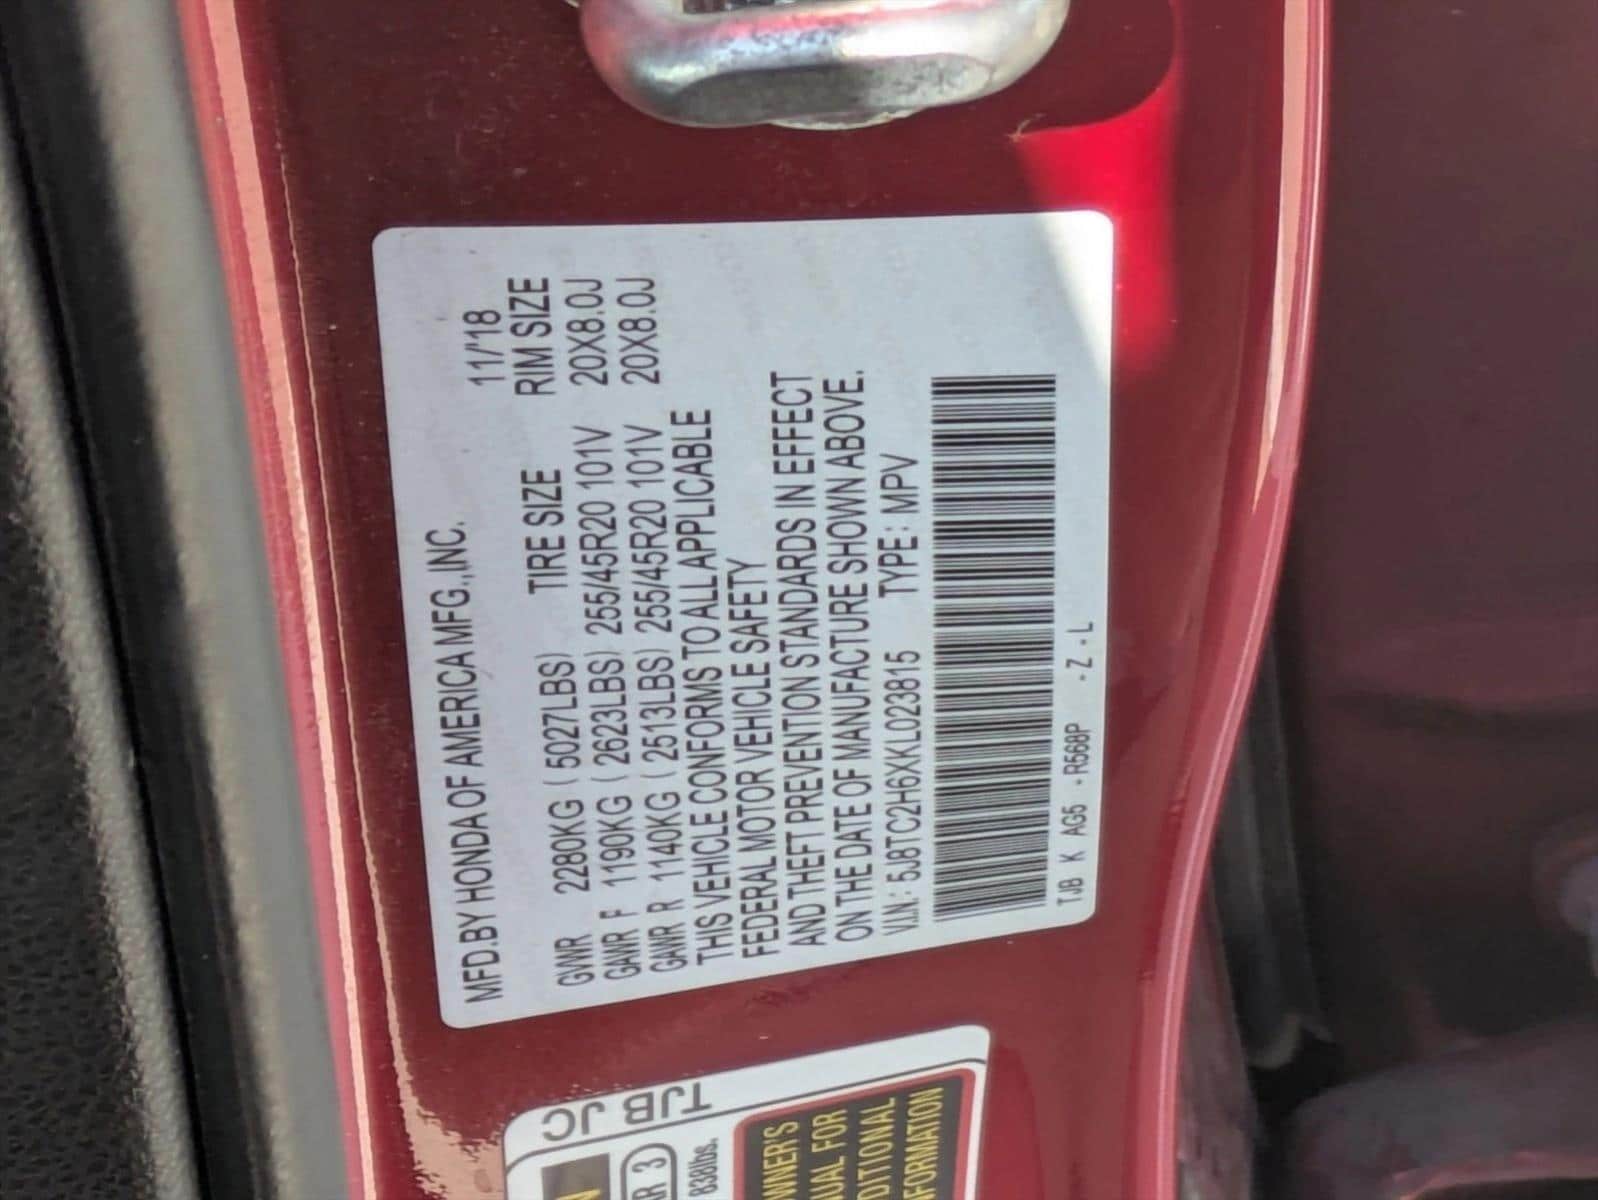 MFD.BY HONDA OF AMERICA MFG.,INC. 11/18
TIRE SIZE RIM SIZE
GVWR 2280KG ( 5027LBS)
GAWR F 1190KG ( 2623LBS) 255/45R20 101V 20X8.0J
GAWR R 1140KG ( 2513LBS) 255/45R20 101V 20X8.0J
THIS VEHICLE CONFORMS TO ALL APPLICABLE
FEDERAL MOTOR VEHICLE SAFETY
AND THEFT PREVENTION STANDARDS IN EFFECT
ON THE DATE OF MANUFACTURE SHOWN ABOVE.
V.I.N.: 5J8TC2H6XKL023815 TYPE: MPV
TJB K AG5 - R568P - Z - L
TJB JC
3
838lbs.
FOR